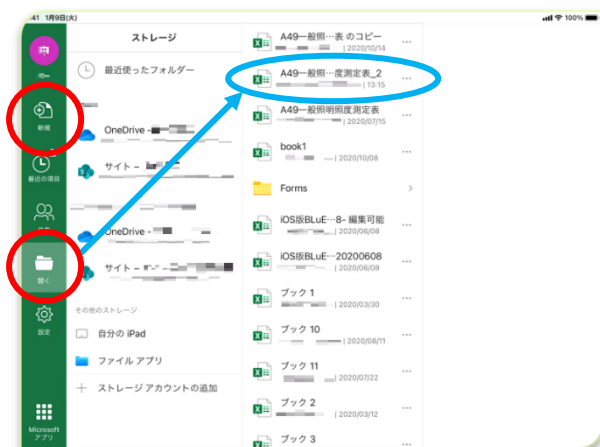 41 1月9日(火)
100%
新規
最近の項目
開く
設定
Microsoft
アプリ
ストレージ
最近使ったフォルダー
OneDrive -
サイト –
OneDrive -
サイト –
その他のストレージ
自分の iPad
ファイル アプリ
ストレージ アカウントの追加
A49一般照…表 のコピー
| 2020/10/14
A49一般照…度測定表_2
| 13:15
A49一般照明照度測定表
| 2020/07/15
book1
| 2020/10/08
Forms
iOS版BLuE…8- 編集可能
| 2020/06/08
iOS版BLuE…20200608
| 2020/06/08
ブック 1
| 2020/03/30
ブック 10
| 2020/08/11
ブック 11
| 2020/07/22
ブック 2
| 2020/03/12
ブック 3